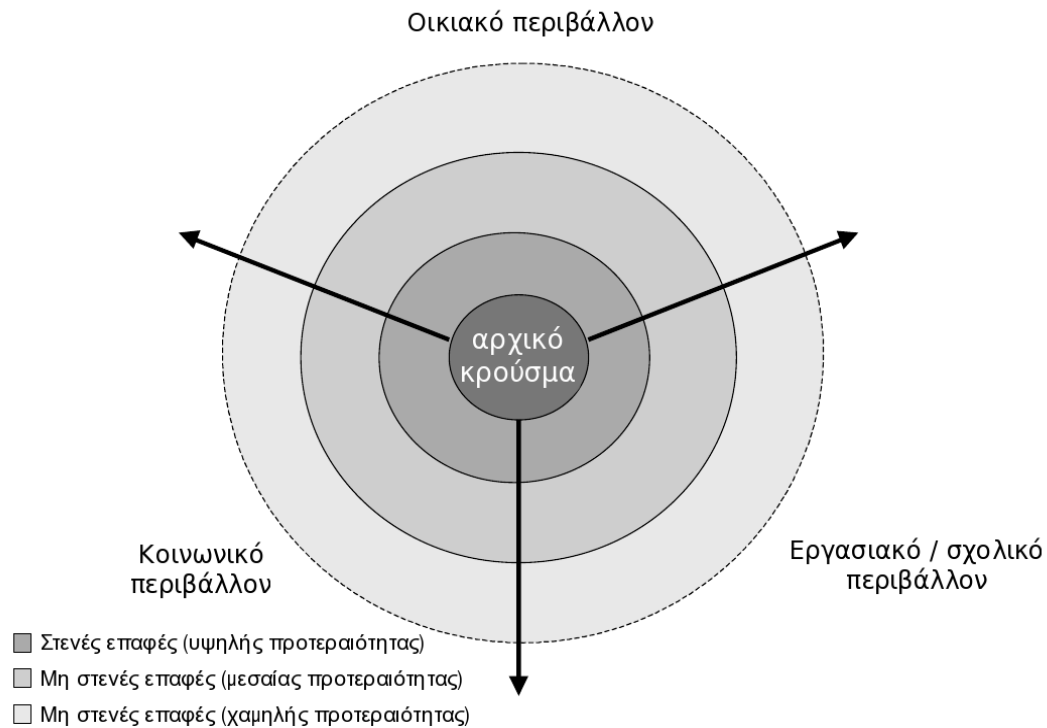 Οικιακό περιβάλλον
αρχικό
κρούσμα
Κοινωνικό
περιβάλλον
Εργασιακό / σχολικό
περιβάλλον
Στενές επαφές (υψηλής προτεραιότητας)
Μη στενές επαφές (μεσαίας προτεραιότητας)
Μη στενές επαφές (χαμηλής προτεραιότητας)